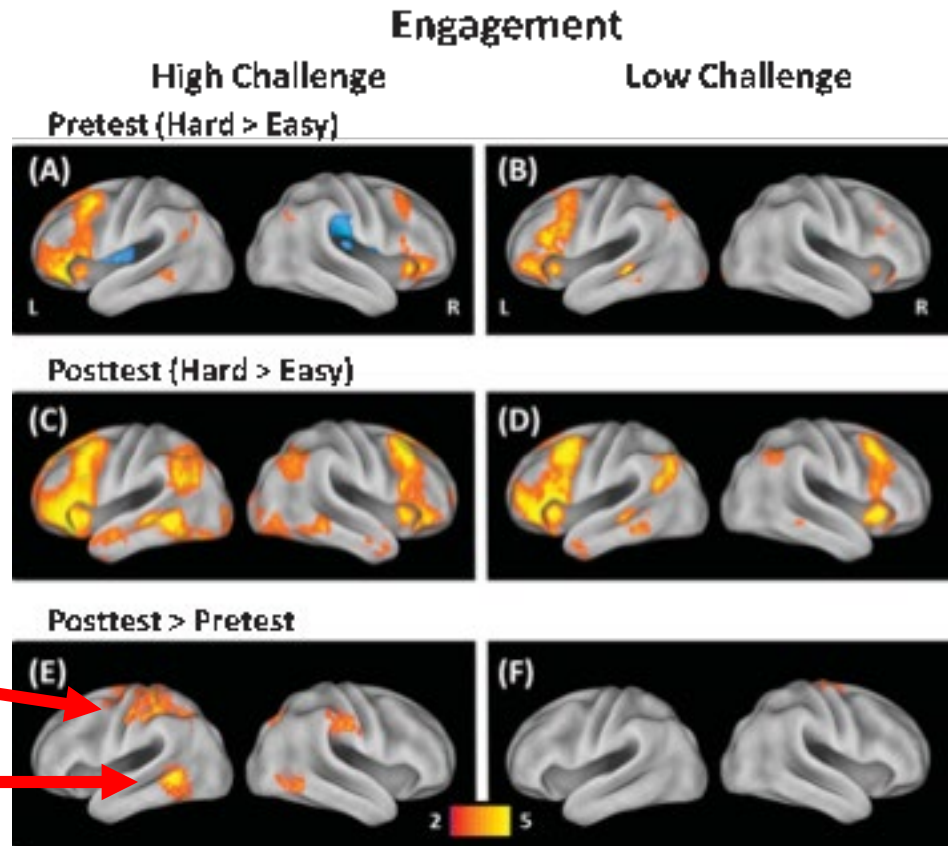 Engagement
High Challenge Low Challenge
Pretest (Hard > Easy)
(A) (B)
L R L R
Posttest (Hard > Easy)
(C) (D)
Posttest > Pretest
(E) (F)
2 5